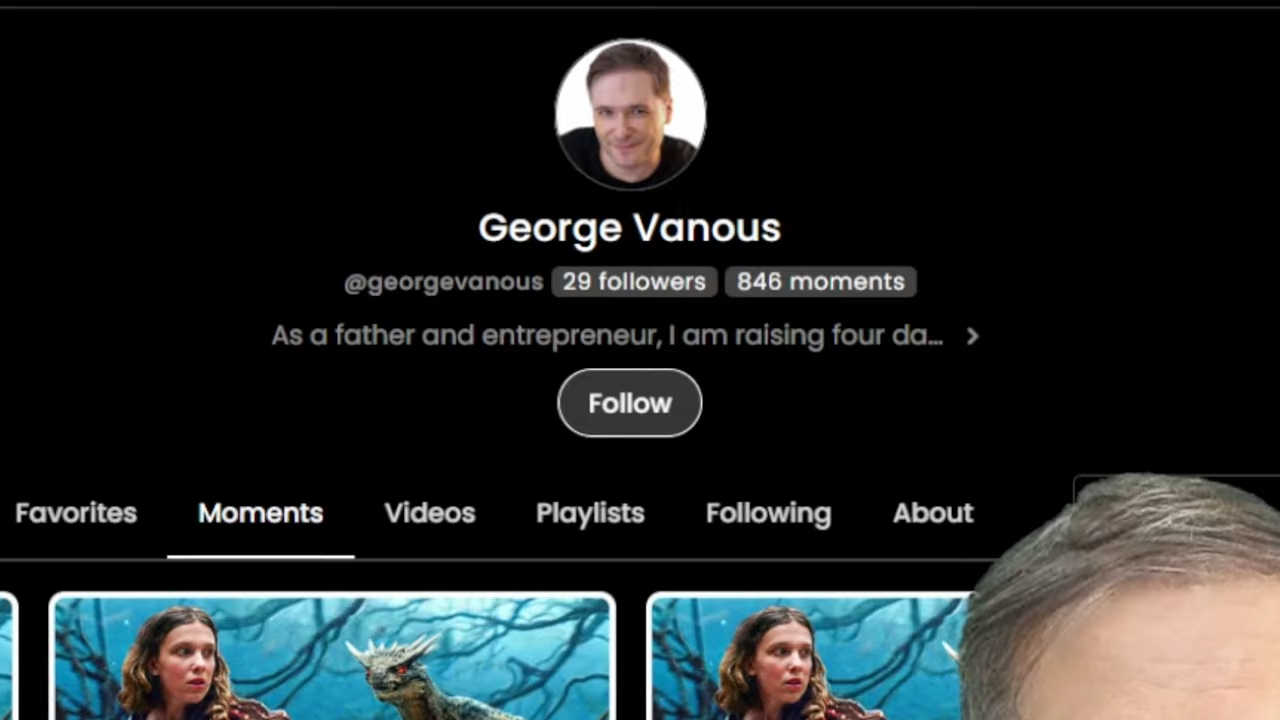 George Vanous
@georgevanous 29 followers 846 moments
As a father and entrepreneur, I am raising four da...
Follow
Favorites Moments Videos Playlists Following About